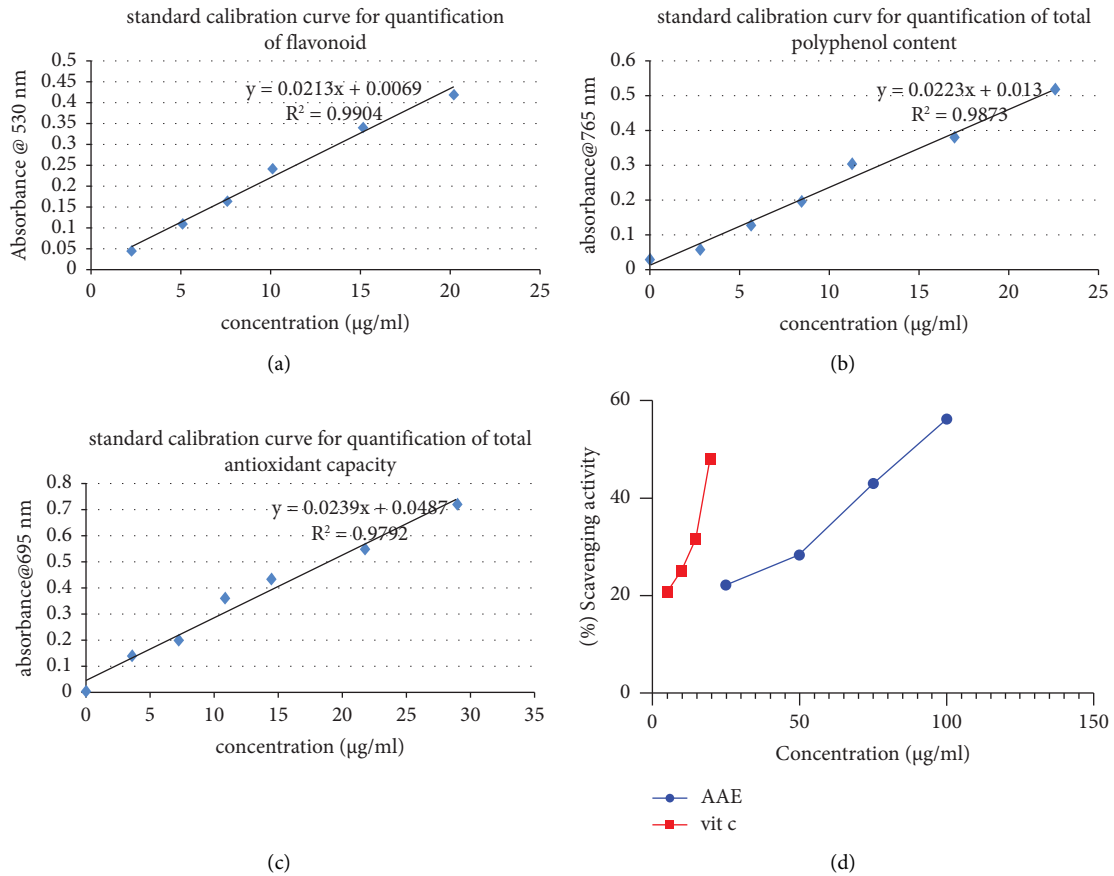 standard calibration curve for quantification
of flavonoid
0.5
0.45
0.4
0.35
0.3
0.25
0.2
0.15
0.1
0.05
0
Absorbance @ 530 nm
y = 0.0213x + 0.0069
R² = 0.9904
0 5 10 15 20 25
concentration (µg/ml)
(a)
standard calibration curv for quantification of total
polyphenol content
0.6
0.5
0.4
0.3
0.2
0.1
0
absorbance@765 nm
y = 0.0223x + 0.013
R² = 0.9873
0 5 10 15 20 25
concentration (µg/ml)
(b)
standard calibration curve for quantification of total
antioxidant capacity
0.8
0.7
0.6
0.5
0.4
0.3
0.2
0.1
0
absorbance@695 nm
y = 0.0239x + 0.0487
R² = 0.9792
0 5 10 15 20 25 30 35
concentration (µg/ml)
(c)
60
40
20
0
(%) Scavenging activity
0 50 100 150
Concentration (µg/ml)
AAE
vit c
(d)